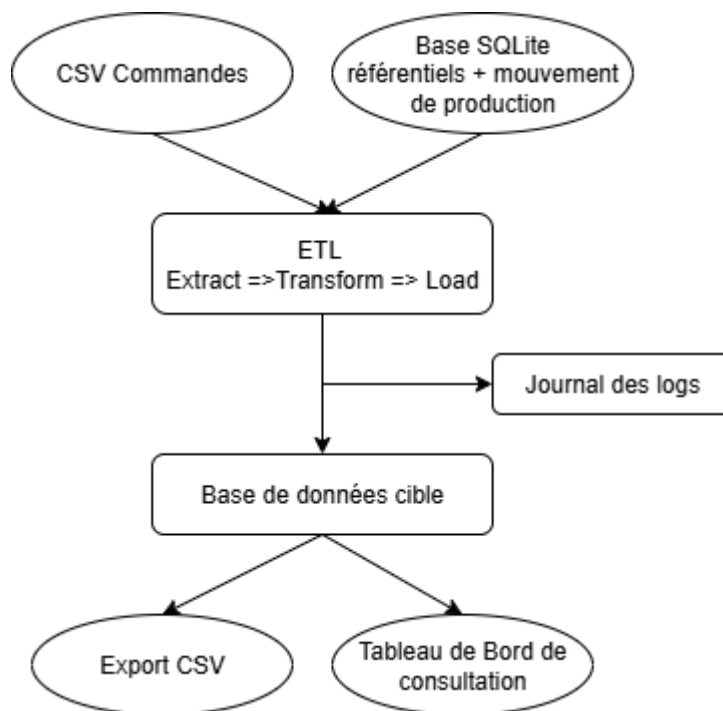 CSV Commandes
Base SQLite
référentiels + mouvement
de production
ETL
Extract =>Transform => Load
Journal des logs
Base de données cible
Export CSV
Tableau de Bord de
consultation